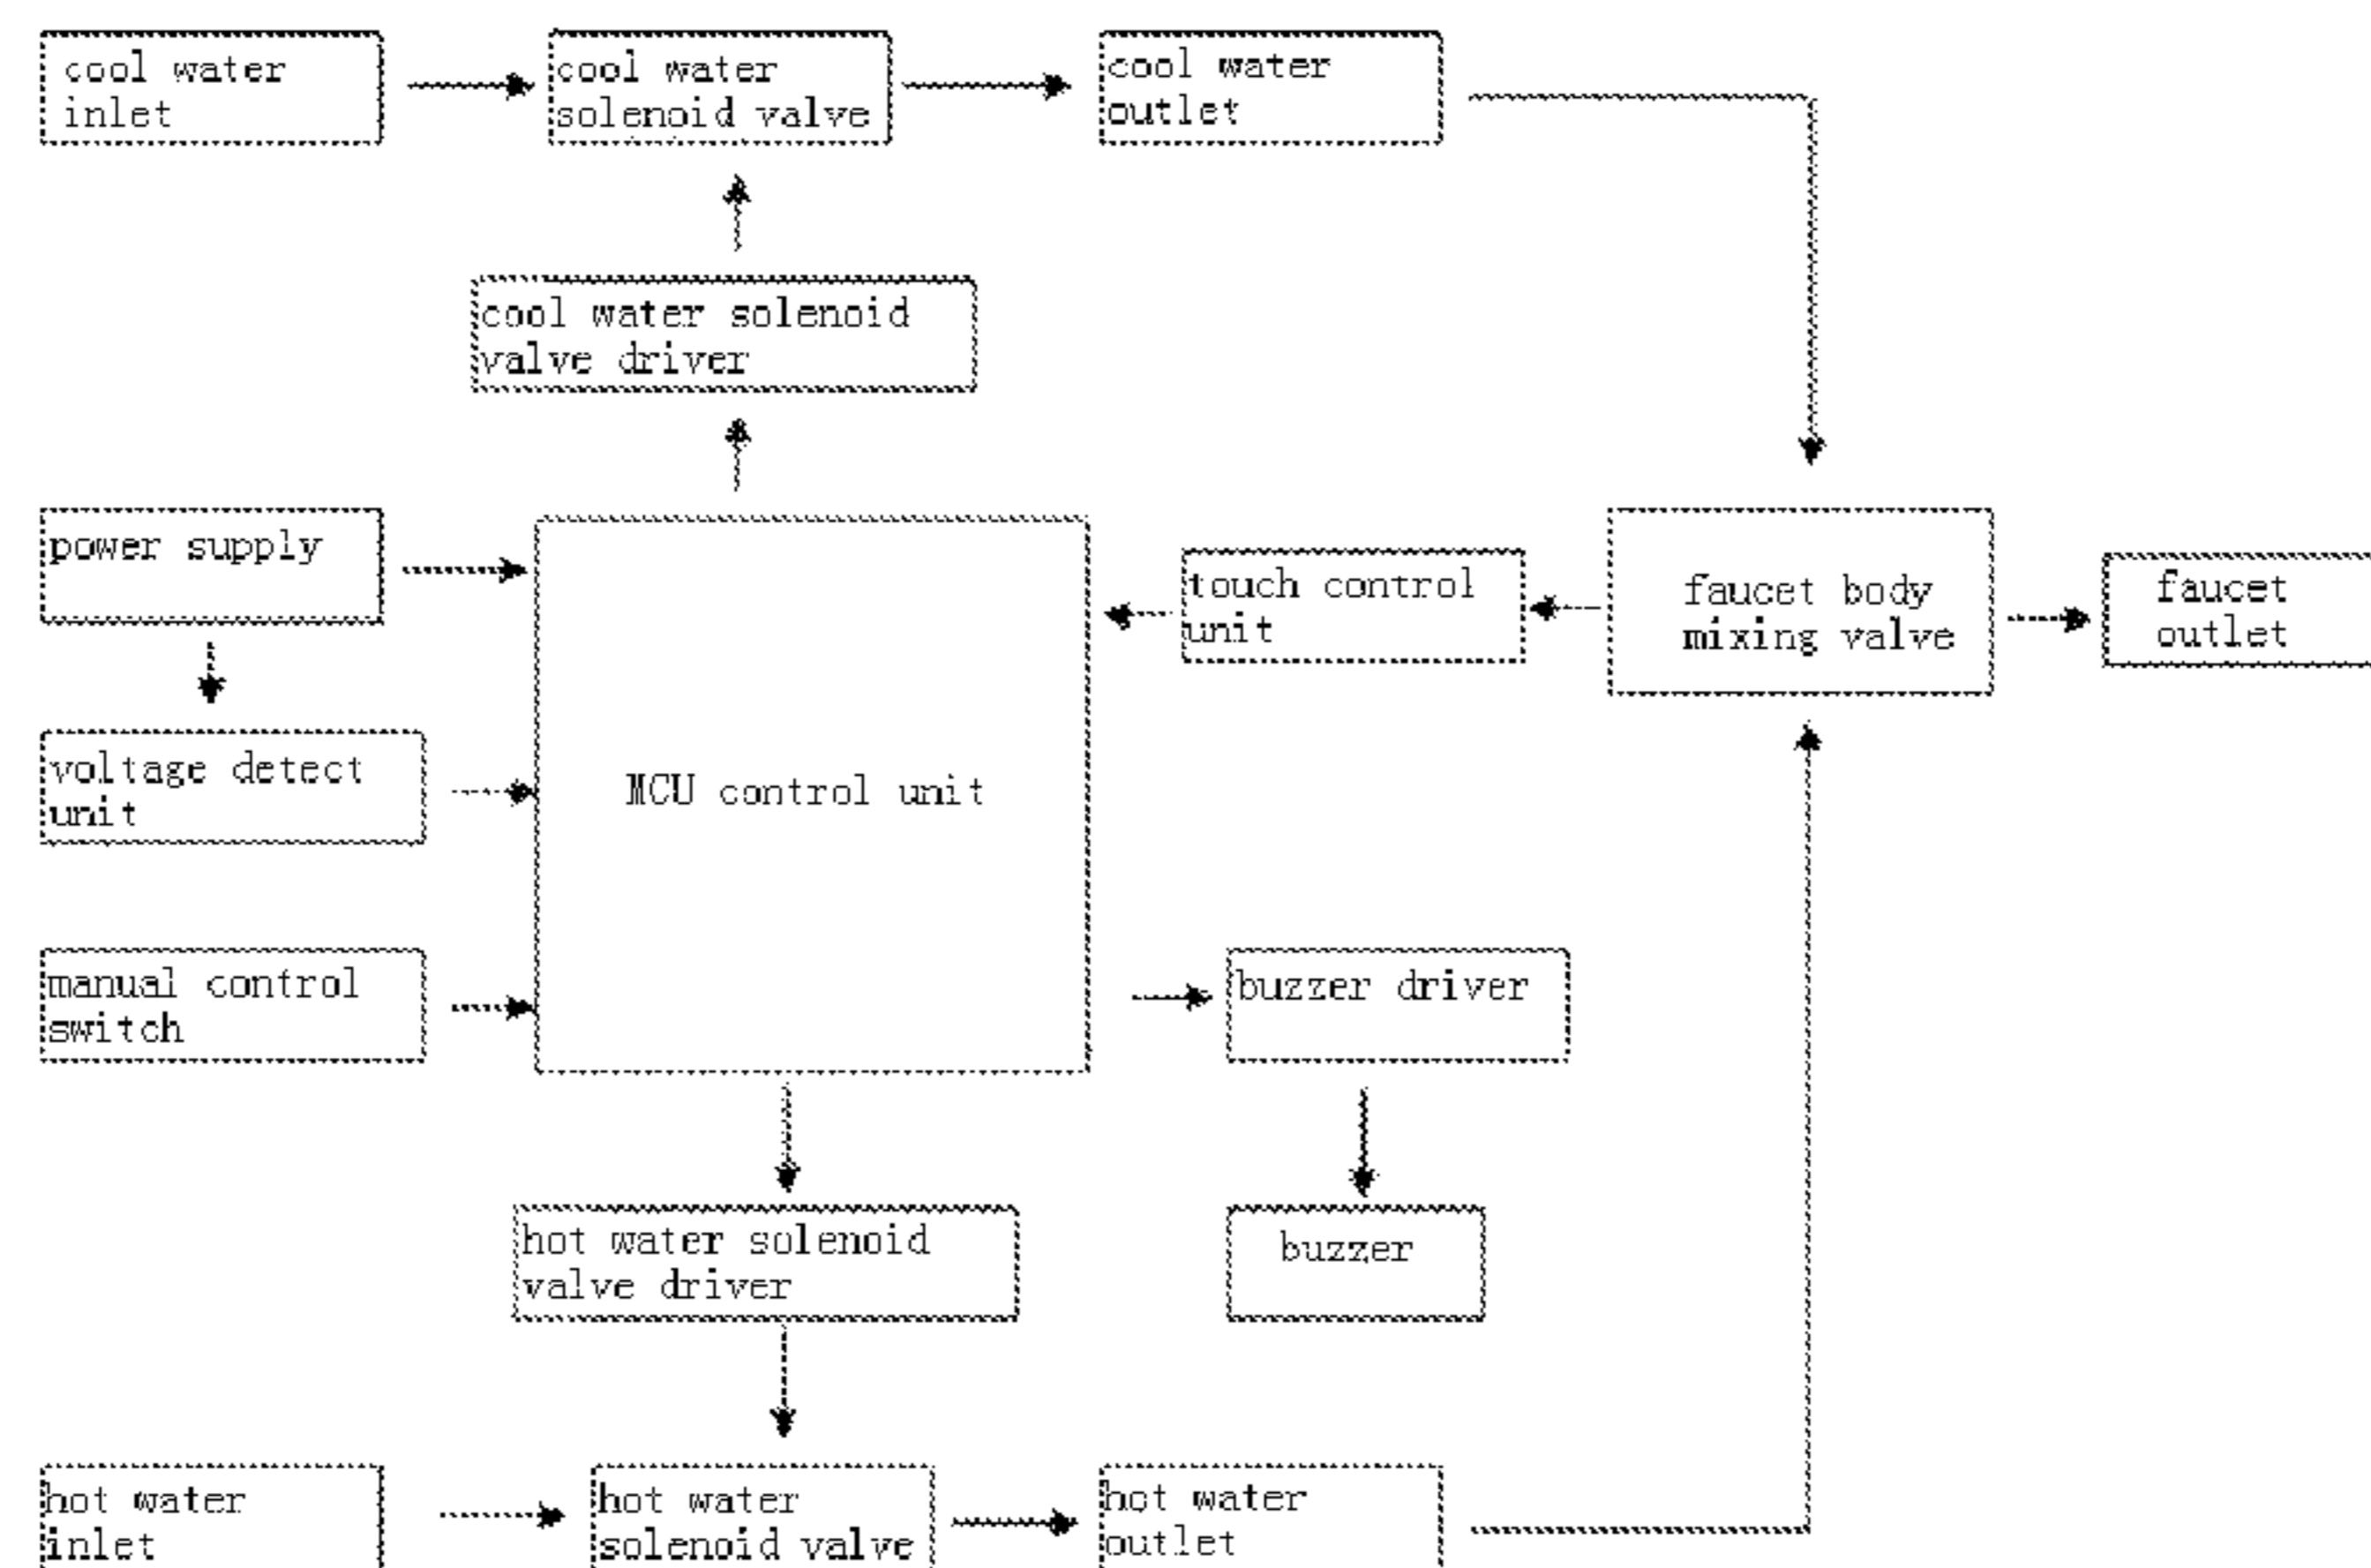 cool water
inlet
cool water
solenoid valve
cool water
outlet
cool water solenoid
valve driver
power supply
touch control
unit
faucet body
mixing valve
faucet
outlet
voltage detect
unit
MCU control unit
manual control
switch
buzzer driver
hot water solenoid
valve driver
buzzer
hot water
inlet
hot water
solenoid valve
hot water
outlet